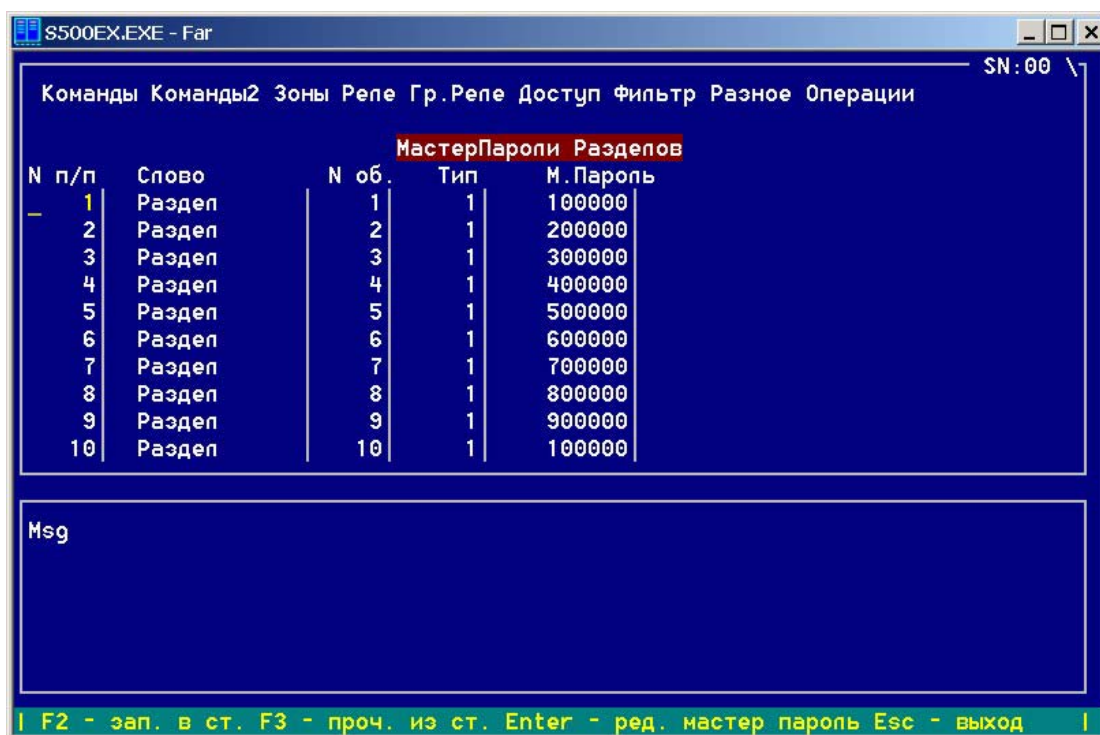 S500EX.EXE - Far
SN:00 \
Команды Команды2 Зоны Реле Гр.Реле Доступ Фильтр Разное Операции
МастерПароли Разделов
N п/п Слово N об. Тип М.Пароль
1 Раздел 1 1 100000
2 Раздел 2 1 200000
3 Раздел 3 1 300000
4 Раздел 4 1 400000
5 Раздел 5 1 500000
6 Раздел 6 1 600000
7 Раздел 7 1 700000
8 Раздел 8 1 800000
9 Раздел 9 1 900000
10 Раздел 10 1 100000
Msg
| F2 - зап. в ст. F3 - проч. из ст. Enter - ред. мастер пароль Esc - выход |